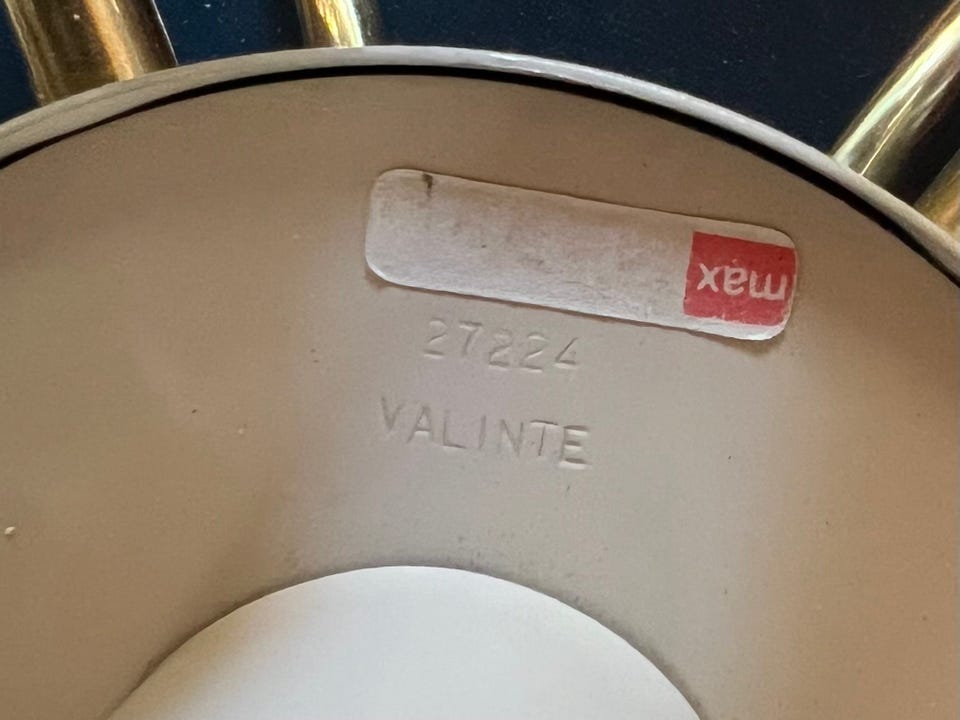 max
27224
VALINTE